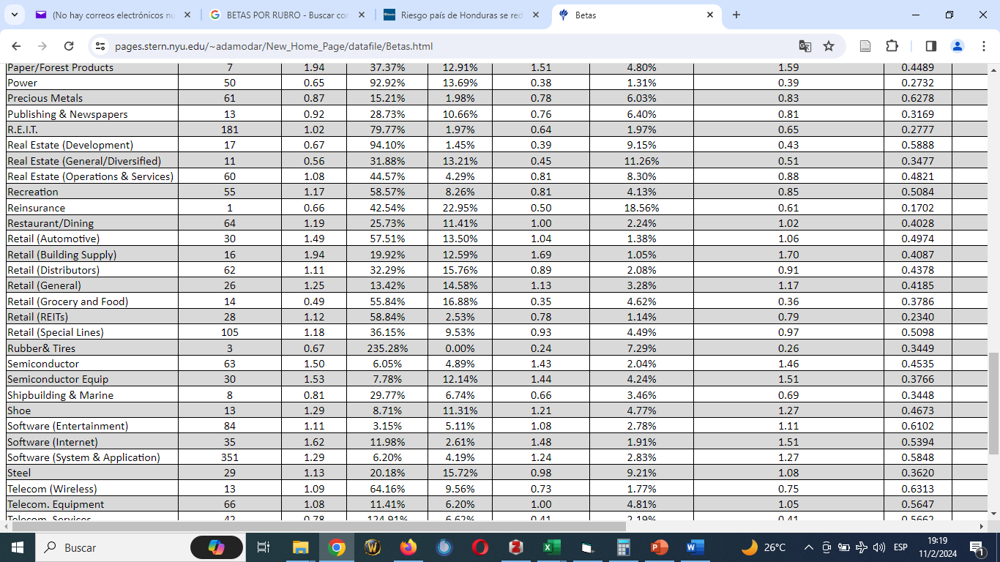 (No hay correos electrónicos nu
BETAS POR RUBRO - Buscar con
Riesgo país de Honduras se red
Betas
pages.stern.nyu.edu/~adamodar/New_Home_Page/datafile/Betas.html
Paper/Forest Products 7 1.94 37.37% 12.91% 1.51 4.80% 1.59 0.4489
Power 50 0.65 92.92% 13.69% 0.38 1.31% 0.39 0.2732
Precious Metals 61 0.87 15.21% 1.98% 0.78 6.03% 0.83 0.6278
Publishing & Newspapers 13 0.92 28.73% 10.66% 0.76 6.40% 0.81 0.3169
R.E.I.T. 181 1.02 79.77% 1.97% 0.64 1.97% 0.65 0.2777
Real Estate (Development) 17 0.67 94.10% 1.45% 0.39 9.15% 0.43 0.5888
Real Estate (General/Diversified) 11 0.56 31.88% 13.21% 0.45 11.26% 0.51 0.3477
Real Estate (Operations & Services) 60 1.08 44.57% 4.29% 0.81 8.30% 0.88 0.4821
Recreation 55 1.17 58.57% 8.26% 0.81 4.13% 0.85 0.5084
Reinsurance 1 0.66 42.54% 22.95% 0.50 18.56% 0.61 0.1702
Restaurant/Dining 64 1.19 25.73% 11.41% 1.00 2.24% 1.02 0.4028
Retail (Automotive) 30 1.49 57.51% 13.50% 1.04 1.38% 1.06 0.4974
Retail (Building Supply) 16 1.94 19.92% 12.59% 1.69 1.05% 1.70 0.4087
Retail (Distributors) 62 1.11 32.29% 15.76% 0.89 2.08% 0.91 0.4378
Retail (General) 26 1.25 13.42% 14.58% 1.13 3.28% 1.17 0.4185
Retail (Grocery and Food) 14 0.49 55.84% 16.88% 0.35 4.62% 0.36 0.3786
Retail (REITs) 28 1.12 58.84% 2.53% 0.78 1.14% 0.79 0.2340
Retail (Special Lines) 105 1.18 36.15% 9.53% 0.93 4.49% 0.97 0.5098
Rubber& Tires 3 0.67 235.28% 0.00% 0.24 7.29% 0.26 0.3449
Semiconductor 63 1.50 6.05% 4.89% 1.43 2.04% 1.46 0.4535
Semiconductor Equip 30 1.53 7.78% 12.14% 1.44 4.24% 1.51 0.3766
Shipbuilding & Marine 8 0.81 29.77% 6.74% 0.66 3.46% 0.69 0.3448
Shoe 13 1.29 8.71% 11.31% 1.21 4.77% 1.27 0.4673
Software (Entertainment) 84 1.11 3.15% 5.11% 1.08 2.78% 1.11 0.6102
Software (Internet) 35 1.62 11.98% 2.61% 1.48 1.91% 1.51 0.5394
Software (System & Application) 351 1.29 6.20% 4.19% 1.24 2.83% 1.27 0.5848
Steel 29 1.13 20.18% 15.72% 0.98 9.21% 1.08 0.3620
Telecom (Wireless) 13 1.09 64.16% 9.56% 0.73 1.77% 0.75 0.6313
Telecom. Equipment 66 1.08 11.41% 6.20% 1.00 4.81% 1.05 0.5647
Telecom. Services 42 0.78 124.91% 6.62% 0.41 2.19% 0.41 0.5662
Buscar
26°C
ESP
19:19
11/2/2024
1